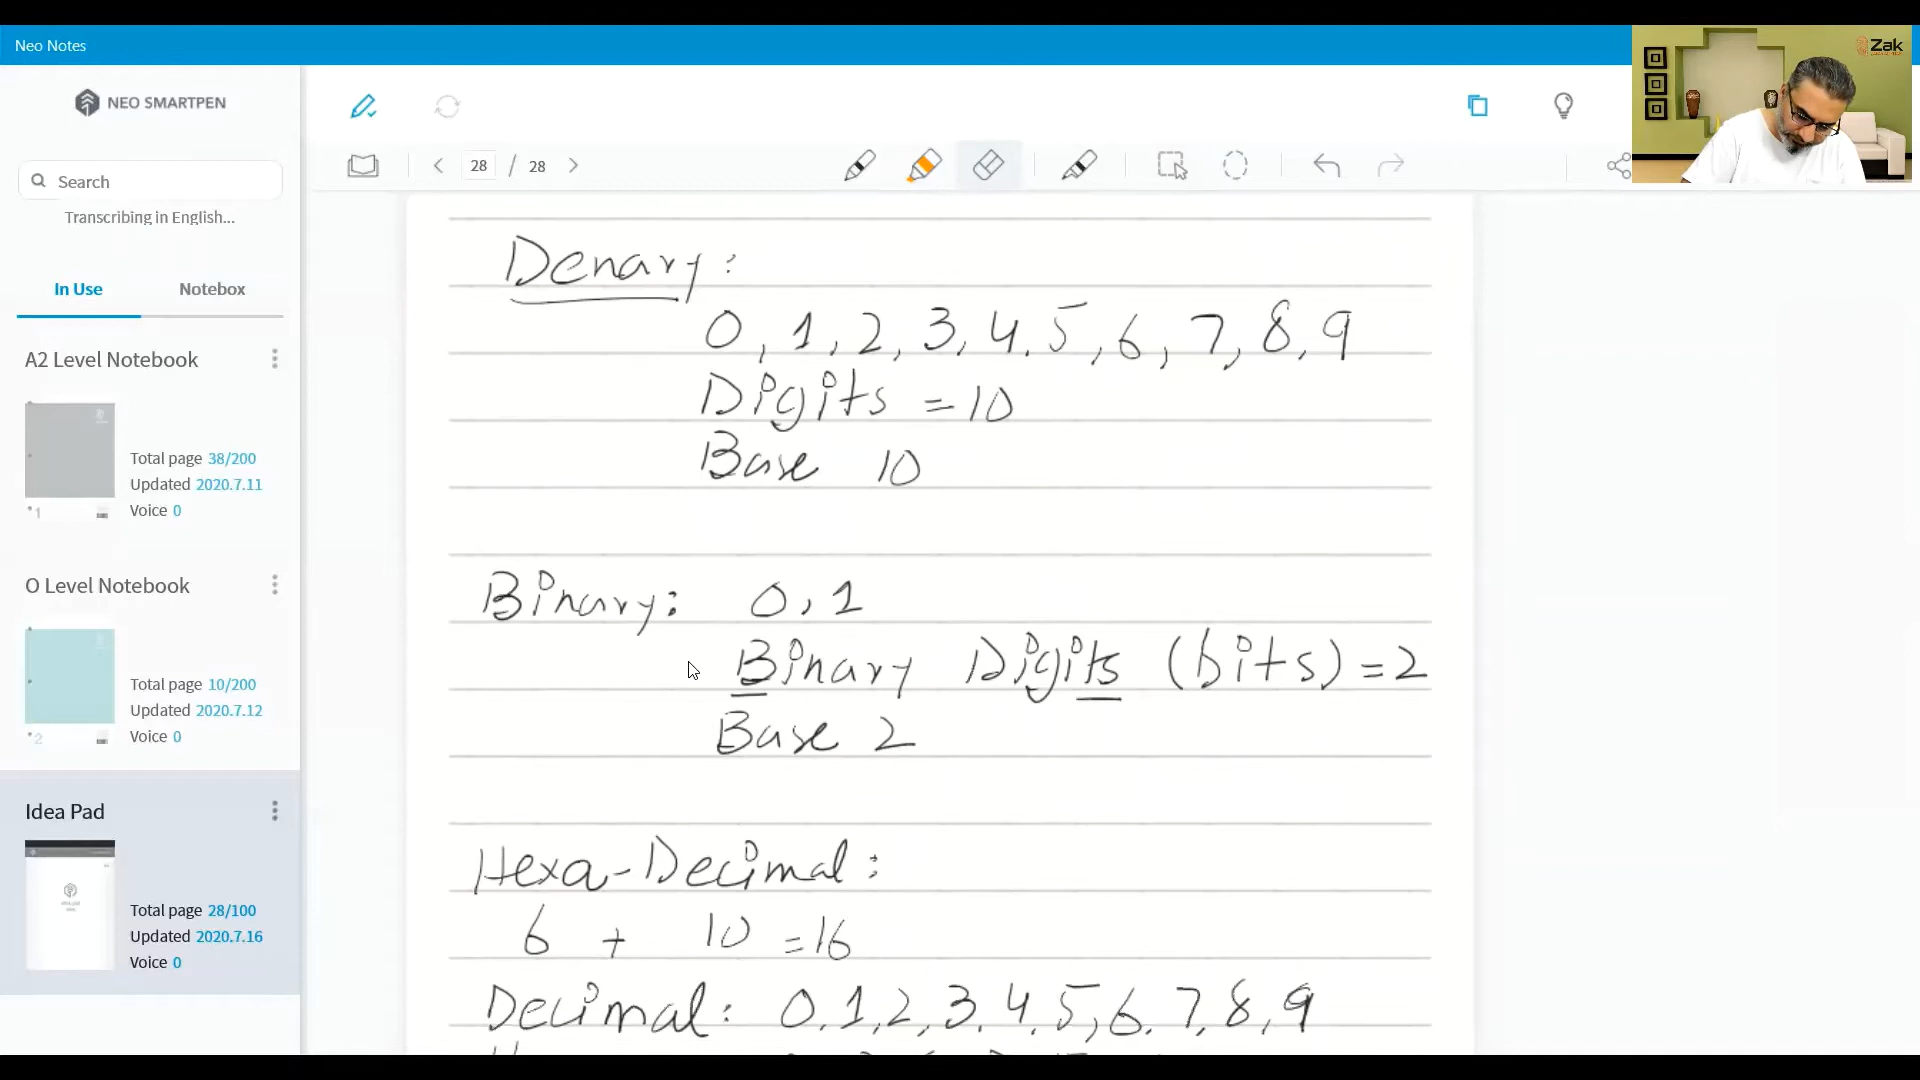 Neo Notes
Zak
NEO SMARTPEN
Search
Transcribing in English...
In Use
Notebox
A2 Level Notebook
Total page 38/200
Updated 2020.7.11
Voice 0
1
O Level Notebook
Total page 10/200
Updated 2020.7.12
Voice 0
2
Idea Pad
Total page 28/100
Updated 2020.7.16
Voice 0
28 / 28
Denary:
0, 1, 2, 3, 4, 5, 6, 7, 8, 9
Digits = 10
Base 10
Binary: 0, 1
Binary Digits (bits) = 2
Base 2
Hexa-Decimal:
6 + 10 = 16
Decimal: 0, 1, 2, 3, 4, 5, 6, 7, 8, 9